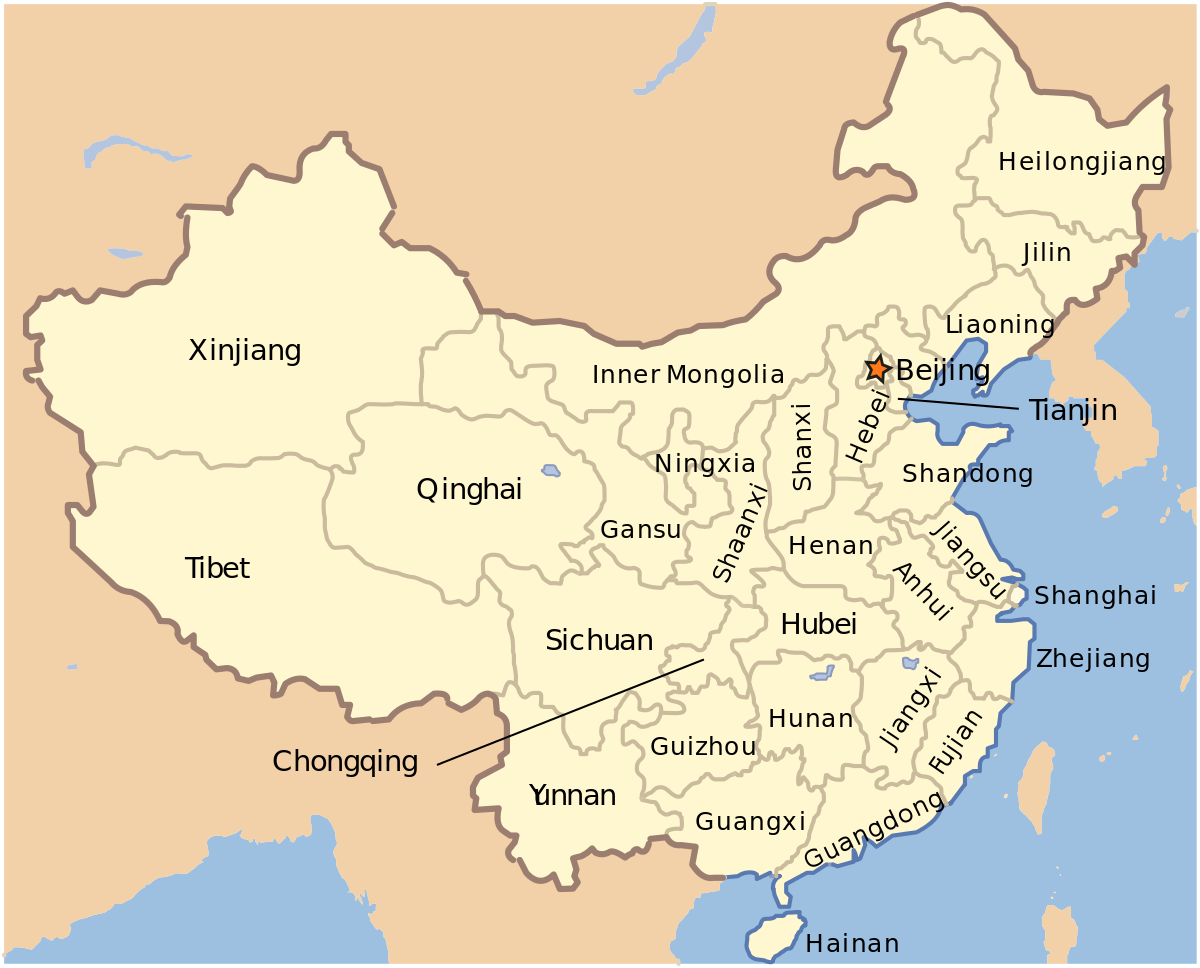 Heilongjiang
Jilin
Liaoning
Xinjiang
Inner Mongolia
Beijing
Tianjin
Hebei
Shanxi
Ningxia
Shandong
Qinghai
Gansu
Shaanxi
Henan
Jiangsu
Tibet
Anhui
Shanghai
Hubei
Sichuan
Zhejiang
Jiangxi
Hunan
Fujian
Guizhou
Chongqing
Yunnan
Guangxi
Guangdong
Hainan